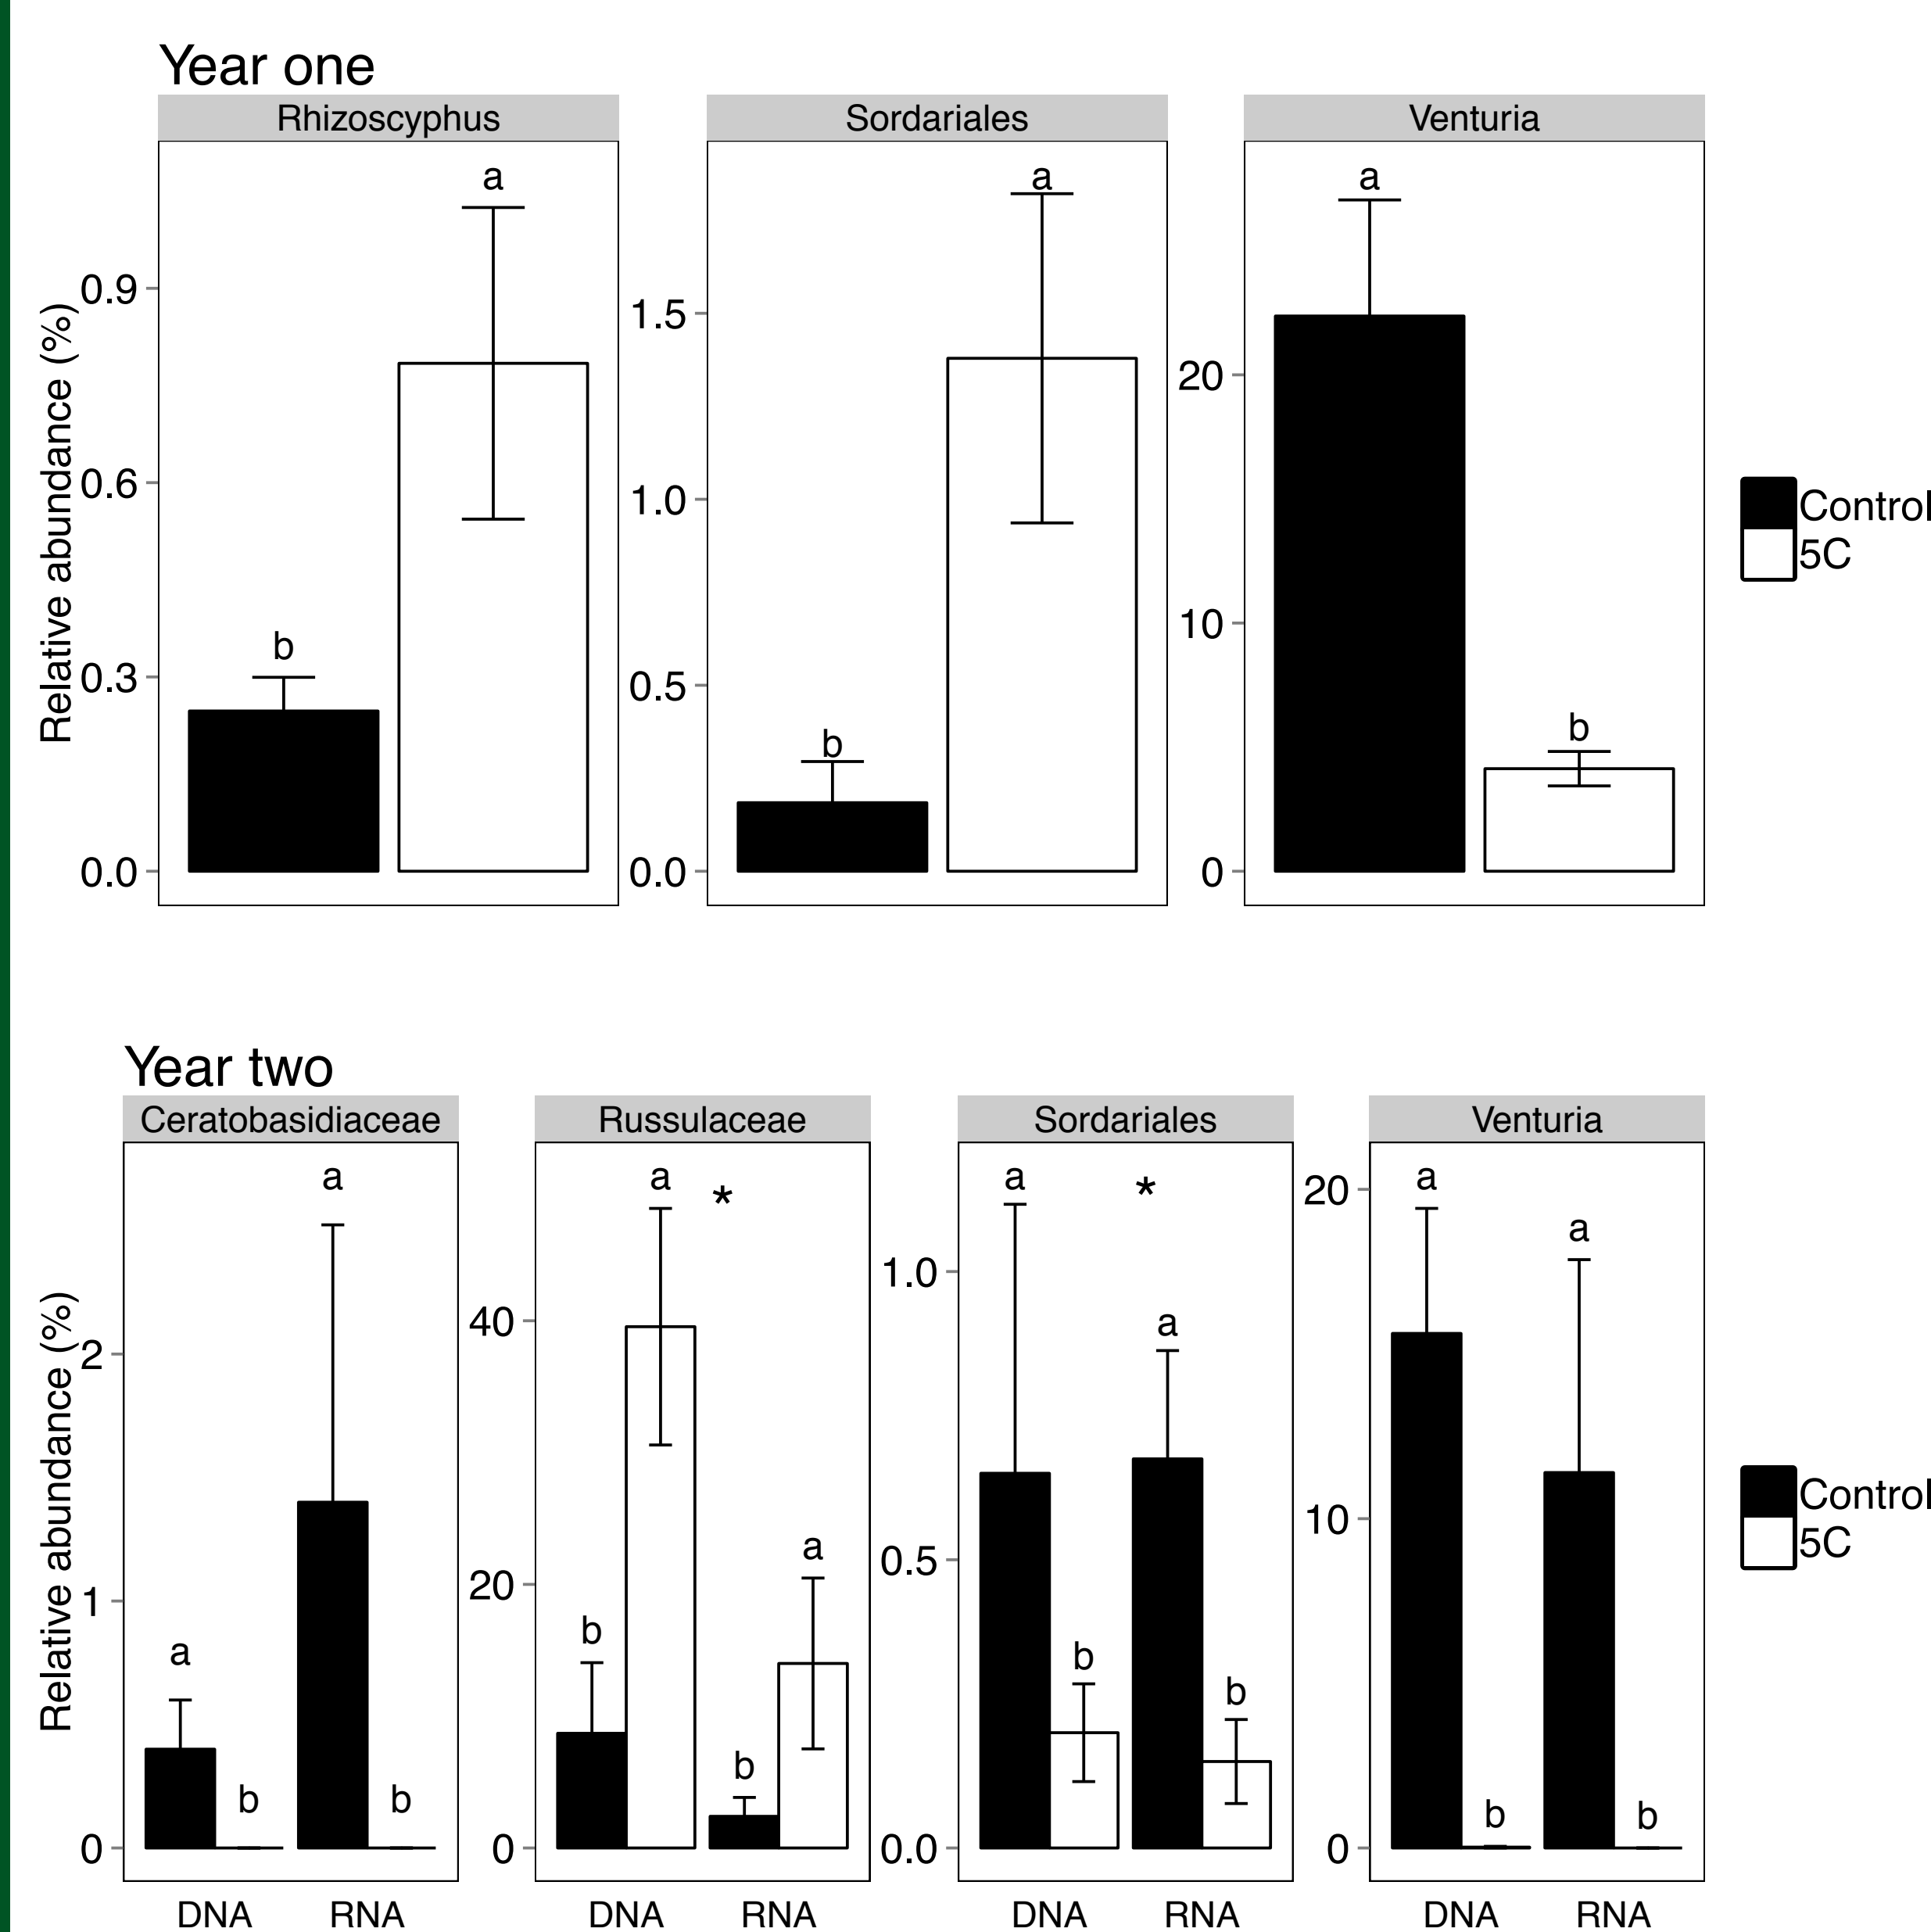 Year one
Rhizoscyphus Sordariales Venturia
Relative abundance (%)
0.9
0.6
0.3
0.0
b a
1.5
1.0
0.5
0.0
b a
20
10
0
a b
Control
5C
Year two
Ceratobasidiaceae Russulaceae Sordariales Venturia
Relative abundance (%)
2
1
0
a b a b
DNA RNA
40
20
0
b a * b a
DNA RNA
1.0
0.5
0.0
a b * a b
DNA RNA
20
10
0
a b a b
DNA RNA
Control
5C